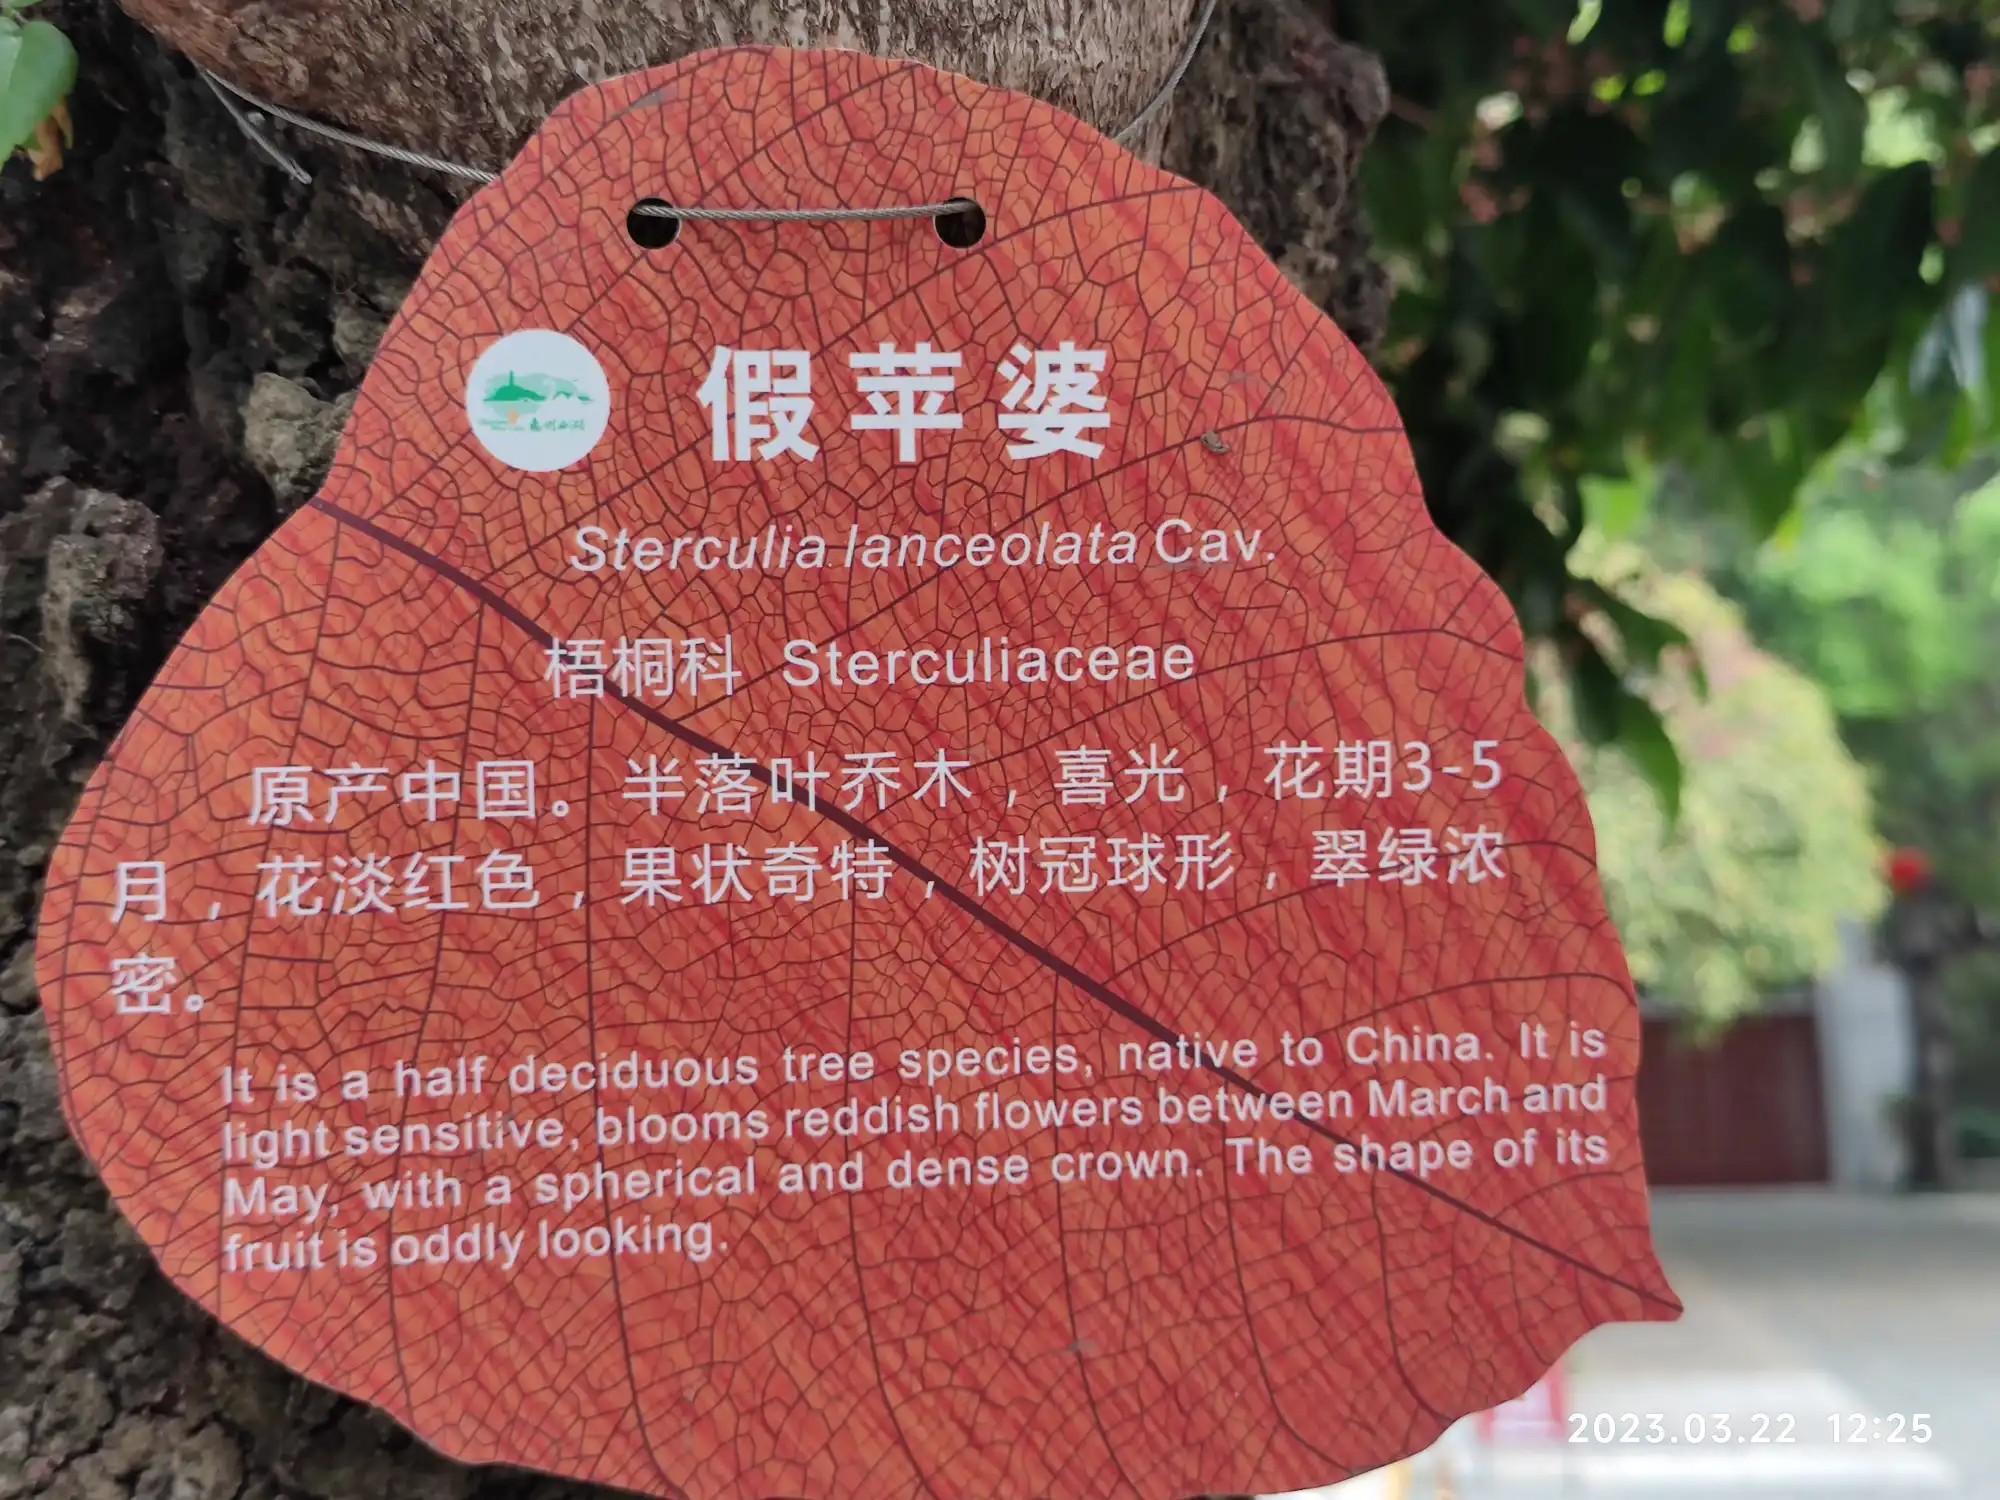 假苹婆
Sterculia lanceolata Cav.
梧桐科 Sterculiaceae
原产中国。半落叶乔木，喜光，花期3-5
月，花淡红色，果状奇特，树冠球形，翠绿浓
密。
It is a half deciduous tree species, native to China. It is
light sensitive, blooms reddish flowers between March and
May, with a spherical and dense crown. The shape of its
fruit is oddly looking.
2023.03.22 12:25